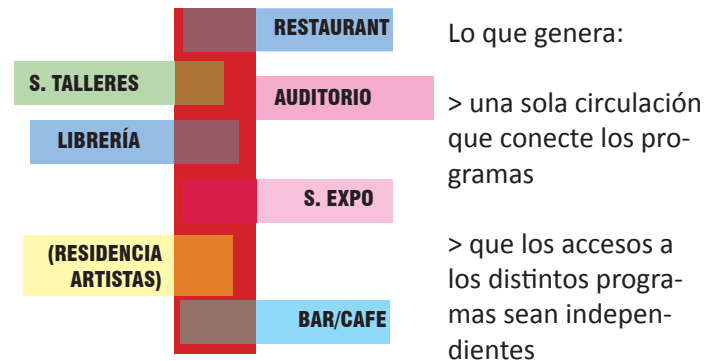 RESTAURANT
S. TALLERES
AUDITORIO
LIBRERÍA
S. EXPO
(RESIDENCIA
ARTISTAS)
BAR/CAFE
Lo que genera:
> una sola circulación
que conecte los pro-
gramas
> que los accesos a
los distintos progra-
mas sean indepen-
dientes